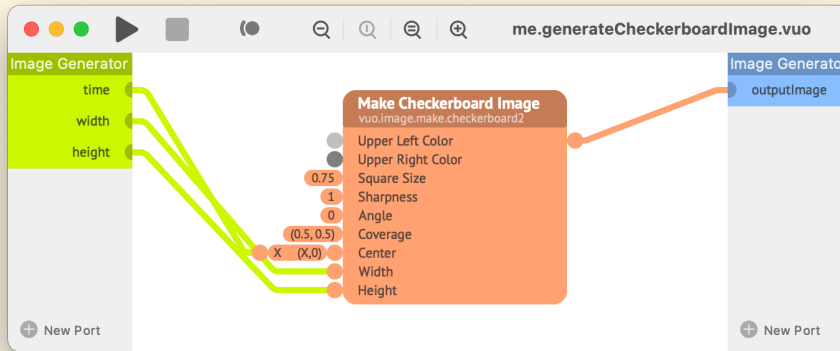 me.generateCheckerboardImage.vuo
Image Generator
time
width
height
New Port
Make Checkerboard Image
vuo.image.make.checkerboard2
Upper Left Color
Upper Right Color
0.75 Square Size
1 Sharpness
0 Angle
(0.5, 0.5) Coverage
X (X,0) Center
Width
Height
Image Generato
outputImage
New Port